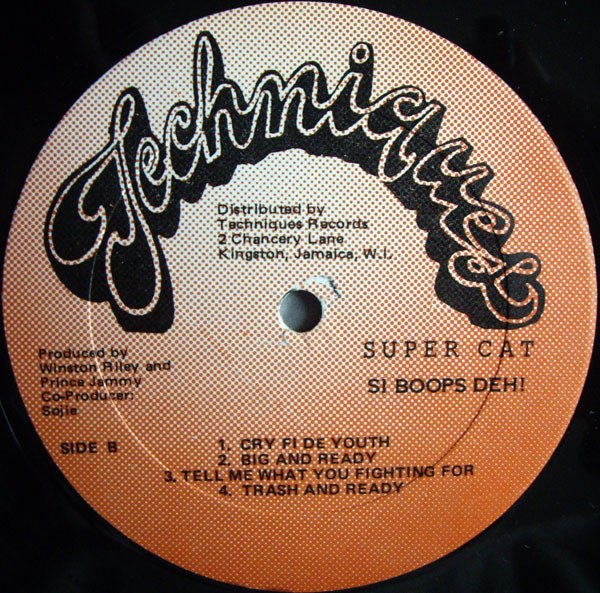 Techniques
Distributed by
Techniques Records
2 Chancery Lane
Kingston, Jamaica, W.I.
Produced by
Winston Riley and
Prince Jammy
Co-Producer:
Sojie
SUPER CAT
SI BOOPS DEH!
SIDE B
1. CRY FI DE YOUTH
2. BIG AND READY
3. TELL ME WHAT YOU FIGHTING FOR
4. TRASH AND READY